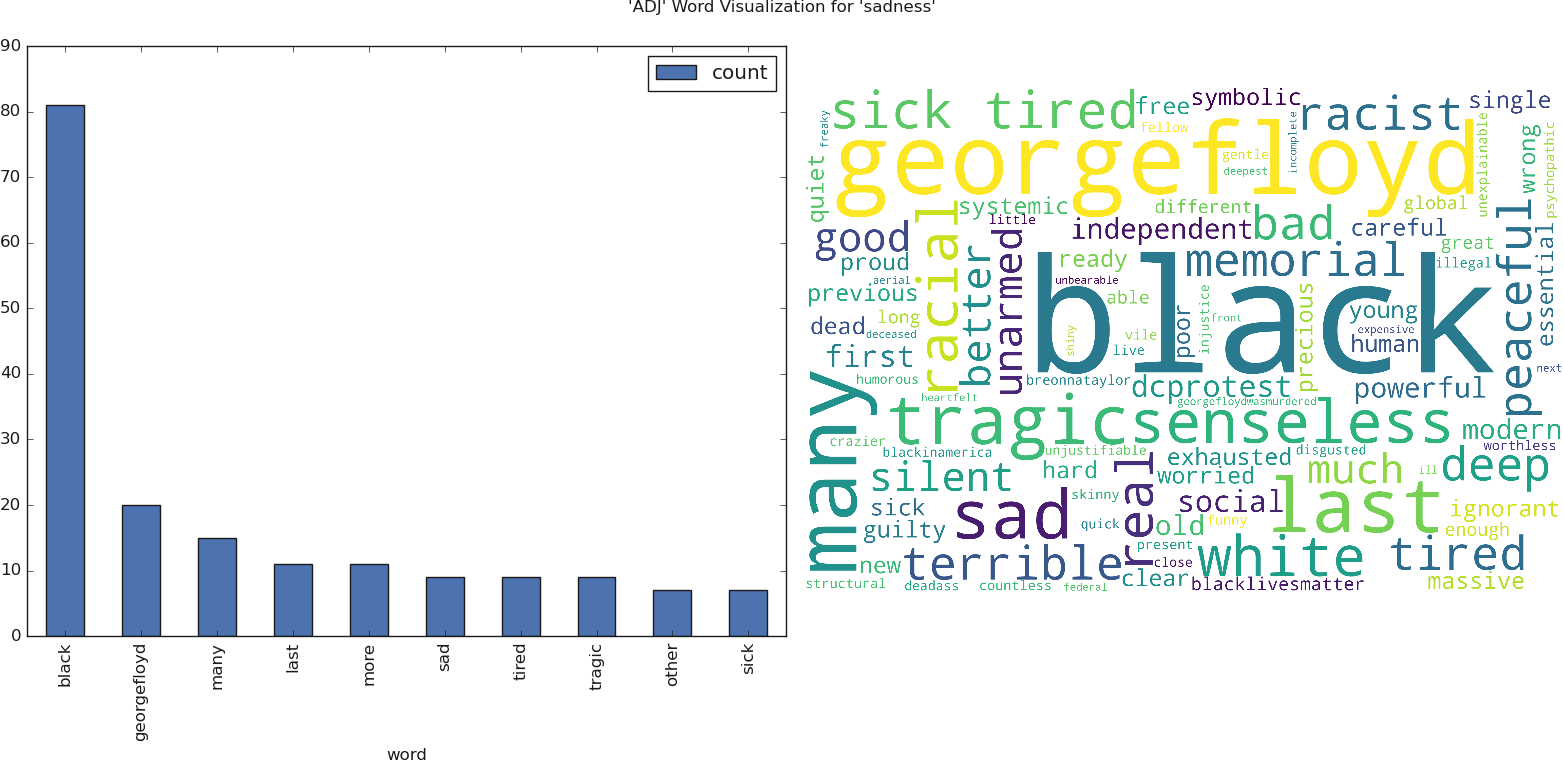 'ADJ' Word Visualization for 'sadness'
90
80
70
60
50
40
30
20
10
0
count
black
georgefloyd
many
last
more
sad
tired
tragic
other
sick
word
freaky
sick tired
free
symbolic
racist
single
fellow
incomplete
georgefloyd
gentle
deepest
unexplainable
wrong
psychopathic
quiet
racial
systemic
little
different
global
good
unarmed
independent
bad
careful
peaceful
great
essential
proud
better
ready
memorial
illegal
aerial
unbearable
previous
able
black
poor
injustice
precious
young
dead
long
deceased
front
expensive
shiny
vile
human
first
live
next
humorous
breonnataylor
dcprotest
powerful
heartfelt
georgefloydwasmurdered
many
tragic
senseless
modern
crazier
blackinamerica
unjustifiable
disgusted
worthless
silent
hard
real
exhausted
worried
much
ill
deep
skinny
social
last
sick
sad
quick
old
funny
ignorant
guilty
enough
present
new
terrible
close
white
tired
structural
deadass
countless
federal
clear
blacklivesmatter
massive